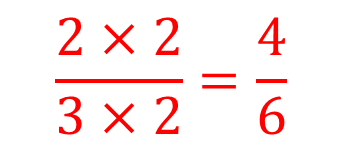 2 × 2 / 3 × 2 = 4 / 6